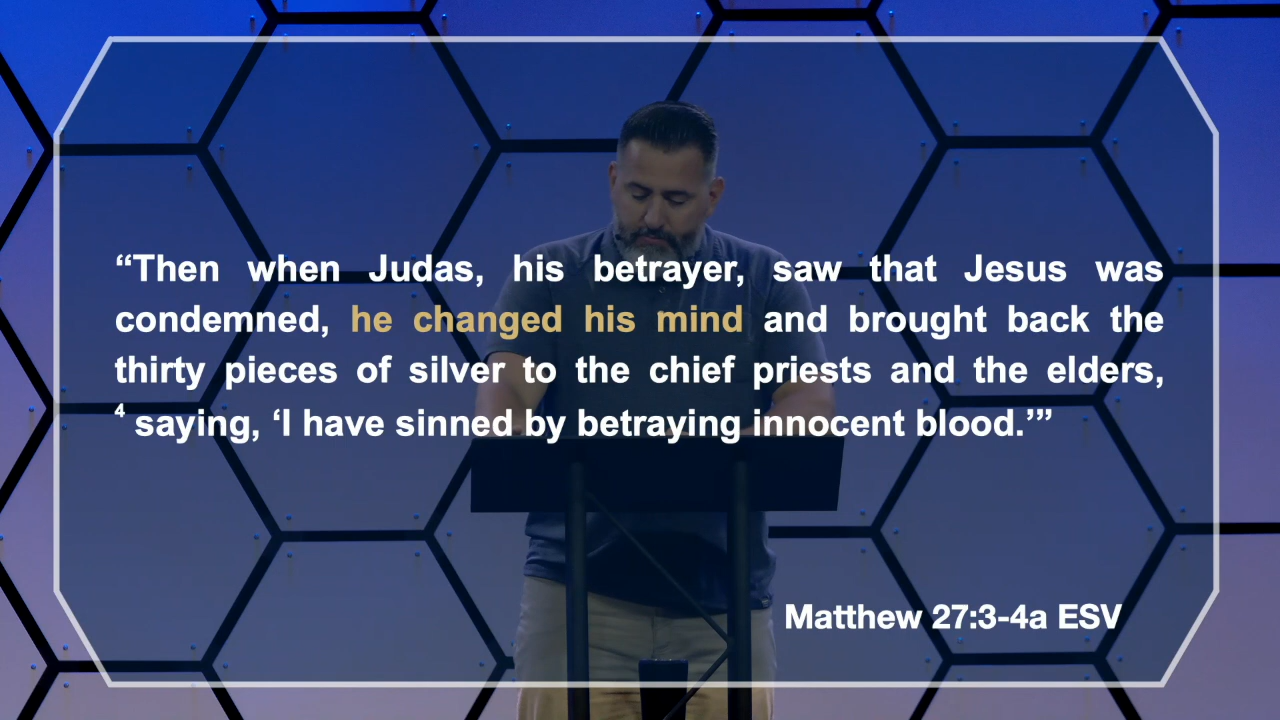 “Then when Judas, his betrayer, saw that Jesus was
condemned, he changed his mind and brought back the
thirty pieces of silver to the chief priests and the elders,
4 saying, ‘I have sinned by betraying innocent blood.’”
Matthew 27:3-4a ESV